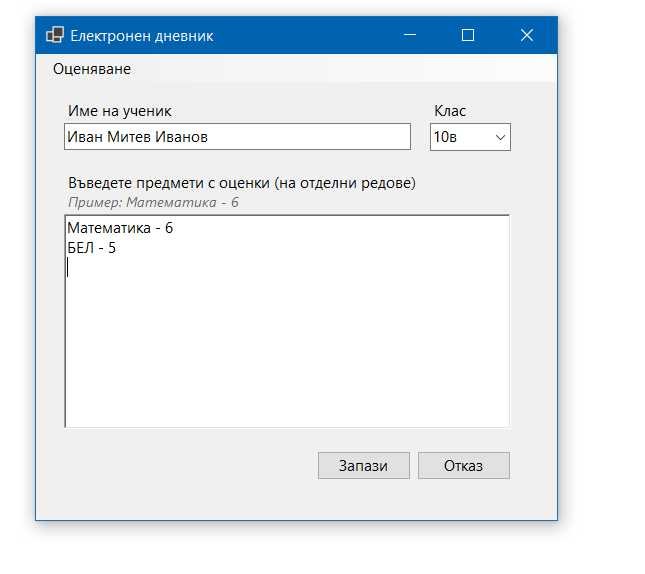 Електронен дневник
Оценяване
Име на ученик Клас
Иван Митев Иванов 10в
Въведете предмети с оценки (на отделни редове)
Пример: Математика - 6
Математика - 6
БЕЛ - 5
Запази Отказ